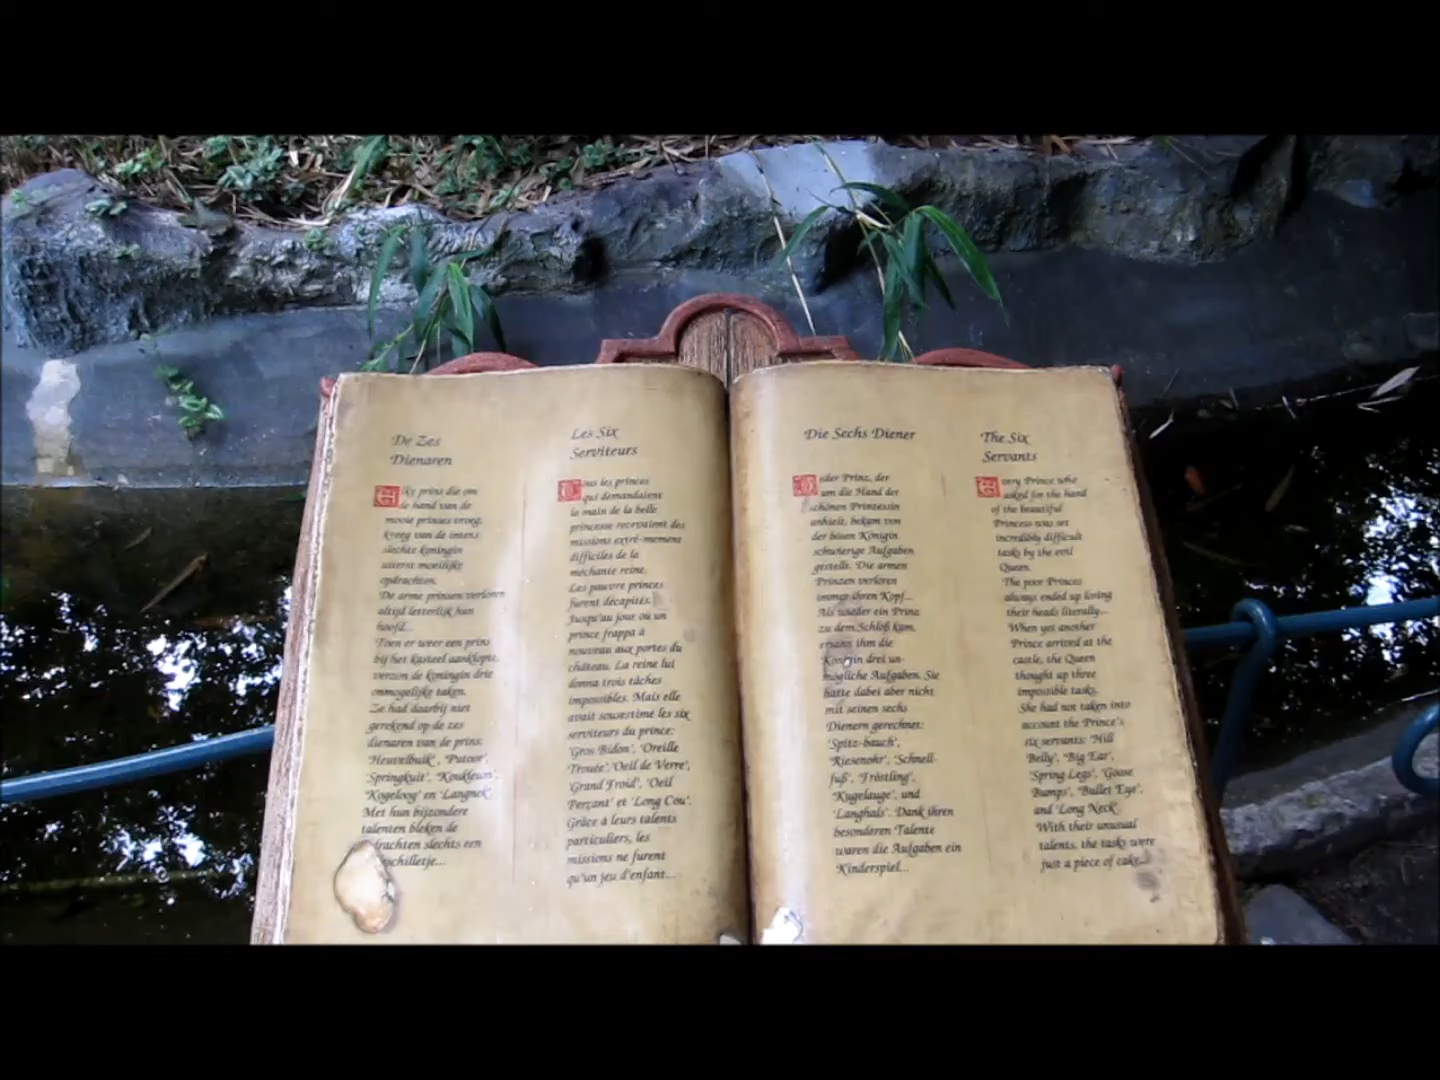 De Zes
Dienaren
Elke prins die om
de hand van de
mooie prinses vroeg,
kreeg van de intens
slechte koningin
uiterst moeilijke
opdrachten.
De arme prinsen verloren
altijd letterlijk hun
hoofd...
Toen er weer een prins
bij het kasteel aanklopte,
verzon de koningin drie
onmogelijke taken.
Ze had daarbij niet
gerekend op de zes
dienaren van de prins.
'Heuvelbuik',
'Springkuit', 'Koukleum',
'Kogeloog' en 'Langnek'.
Met hun bijzondere
talenten bleken de
drachten slechts een
schilletje...
Les Six
Serviteurs
Tous les princes
qui demandaient
la main de la belle
princesse recevaient des
missions extrê-mement
difficiles de la
méchante reine.
Les pauvre princes
furent décapités.
Jusqu'au jour où un
prince frappa à
nouveau aux portes du
château. La reine lui
donna trois tâches
impossibles. Mais elle
avait sousestimé les six
serviteurs du prince:
'Gros Bidon', 'Oreille
Trouée', 'Oeil de Verre',
'Grand Froid', 'Oeil
Perçant' et 'Long Cou'.
Grâce à leurs talents
particuliers, les
missions ne furent
qu'un jeu d'enfant...
Die Sechs Diener
Jeder Prinz, der
um die Hand der
schönen Prinzessin
anhielt, bekam von
der bösen Königin
schwierige Aufgaben
gestellt. Die armen
Prinzen verloren
immer ihren Kopf...
Als wieder ein Prinz
zu dem Schloß kam,
ersann ihm die
Königin drei un-
mögliche Aufgaben. Sie
hatte dabei aber nicht
mit seinen sechs
Dienern gerechnet:
'Spitz-bauch',
'Riesenohr', 'Schnell-
fuß', 'Fröstling',
'Kugelauge', und
'Langhals'. Dank ihren
besonderen Talente
waren die Aufgaben ein
Kinderspiel...
The Six
Servants
Every Prince who
asked for the hand
of the beautiful
Princess was set
incredibly difficult
tasks by the evil
Queen.
The poor Princes
always ended up losing
their heads literally...
When yet another
Prince arrived at the
castle, the Queen
thought up three
impossible tasks.
She had not taken into
account the Prince's
six servants: 'Hill
Belly', 'Big Ear',
'Spring Legs', 'Goose
Bumps', 'Bullet Eye',
and 'Long Neck'.
With their unusual
talents, the tasks were
just a piece of cake...